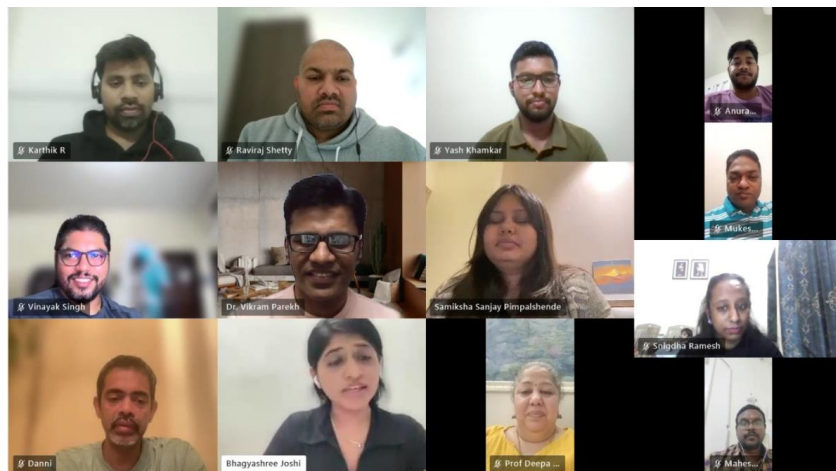 Karthik R
Raviraj Shetty
Yash Khamkar
Anura...
Mukes...
Vinayak Singh
Dr. Vikram Parekh
Samiksha Sanjay Pimpalshende
Snigdha Ramesh
Danni
Bhagyashree Joshi
Prof Deepa ...
Mahes...